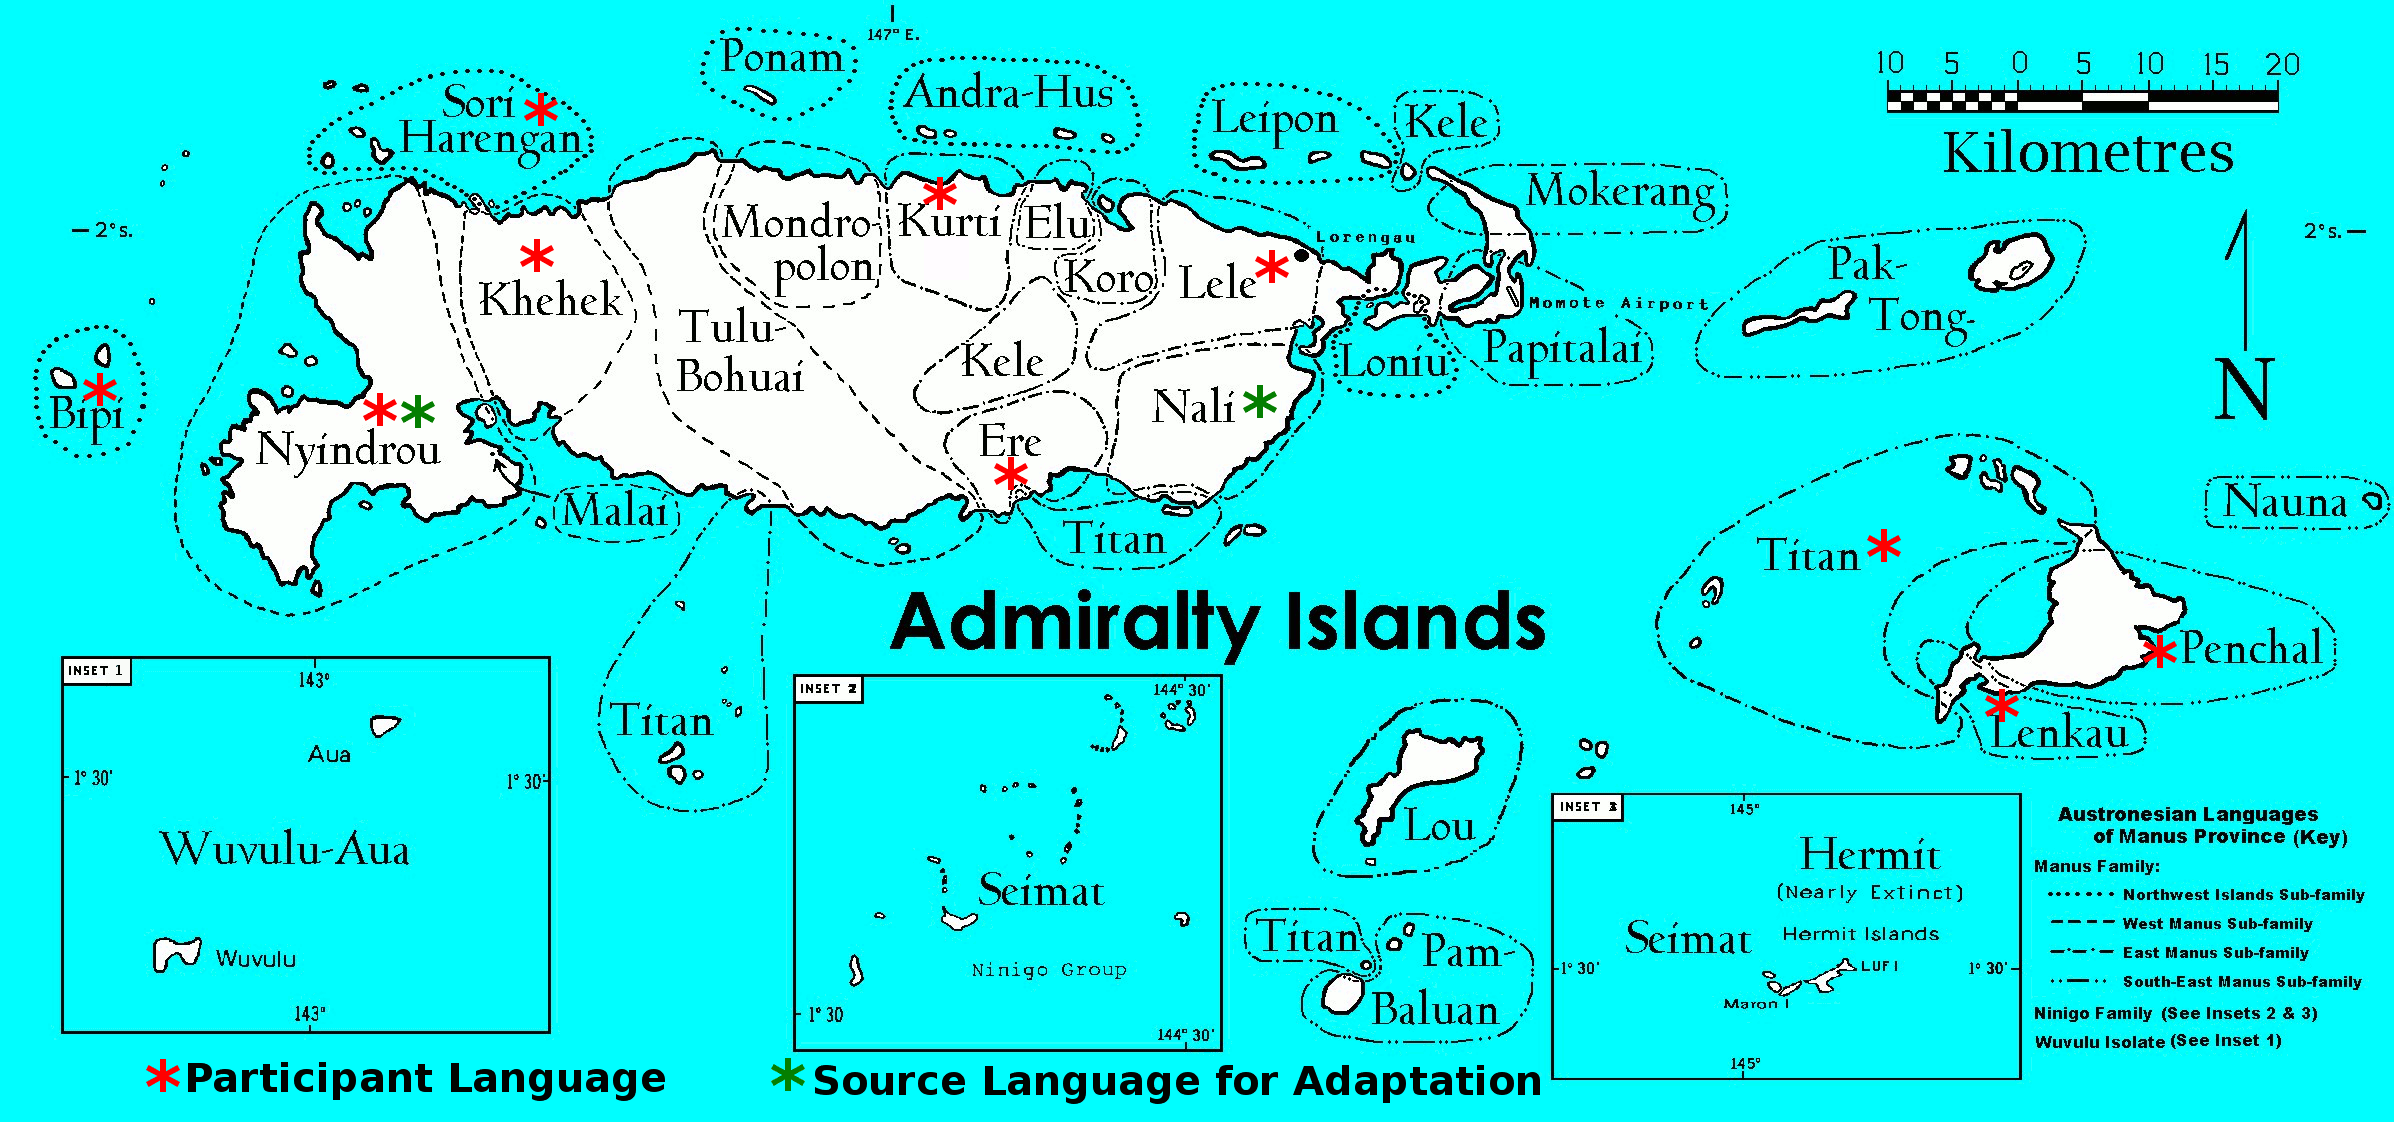 147° E.
Ponam
Sori
Harengan
Andra-Hus
Leipon
Kele
Mokerang
10 5 0 5 10 15 20
Kilometres
2°s.
2°s.
N
Khehek
Mondro-
polon
Kurti
Elu
Koro
Lele
Lorengau
Momote Airport
Pak-
Tong
Tulu-
Bohuai
Kele
Loniu
Papitalai
Bipi
Nyindrou
Malai
Ere
Nali
Titan
Titan
Nauna
Penchal
Lenkau
Admiralty Islands
Titan
INSET 1
143°
Aua
1° 30'
1° 30'
Wuvulu-Aua
Wuvulu
143°
INSET 2
144° 30'
Seimat
Ninigo Group
1° 30
144° 30'
Lou
Titan
Pam-
Baluan
INSET 3
145°
Hermit
(Nearly Extinct)
Seimat
Hermit Islands
1° 30'
LUF I
1° 30'
Maron I
145°
Austronesian Languages
of Manus Province (Key)
Manus Family:
Northwest Islands Sub-family
West Manus Sub-family
East Manus Sub-family
South-East Manus Sub-family
Ninigo Family (See Insets 2 & 3)
Wuvulu Isolate (See Inset 1)
* Participant Language
* Source Language for Adaptation